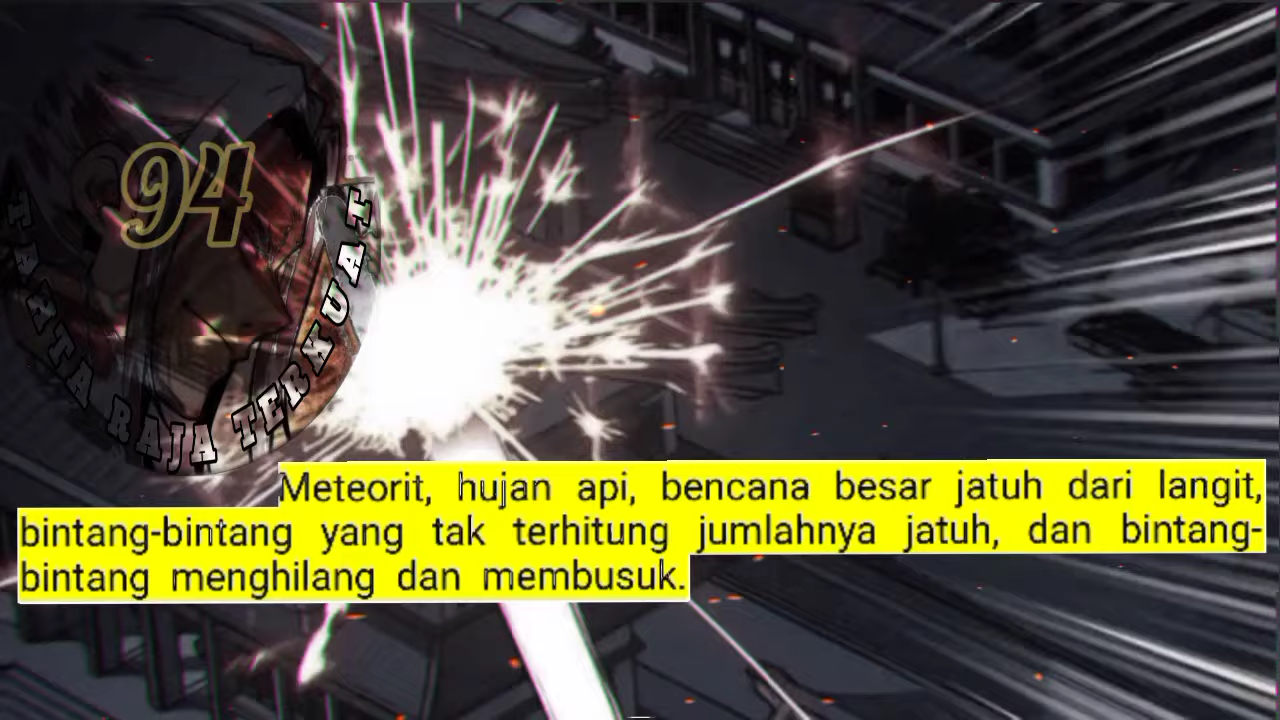 94
TAHTA RAJA TERKUAT
Meteorit, hujan api, bencana besar jatuh dari langit,
bintang-bintang yang tak terhitung jumlahnya jatuh, dan bintang-
bintang menghilang dan membusuk.